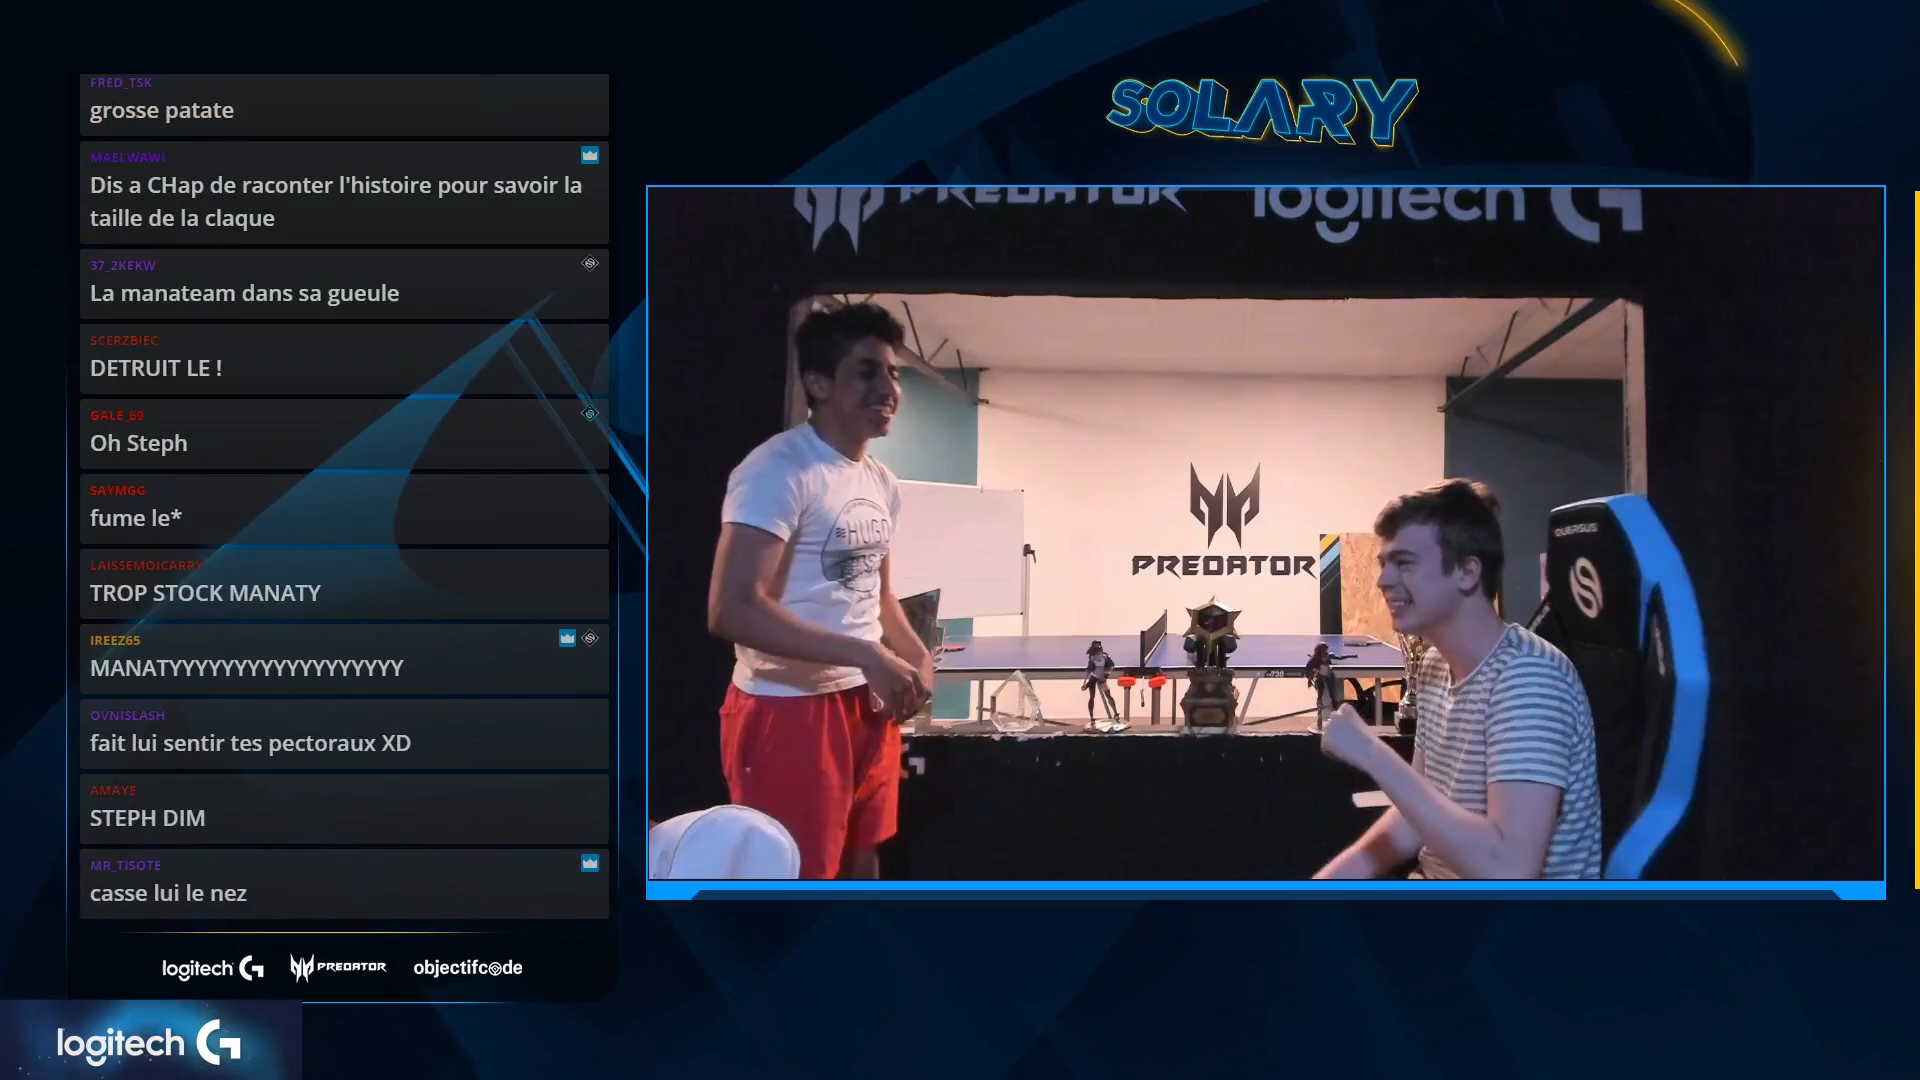 FRED_TSK
grosse patate
MAELWAWI
Dis a CHap de raconter l'histoire pour savoir la
taille de la claque
37_2KEKW
La manateam dans sa gueule
SCERZBIEC
DETRUIT LE !
GALE_69
Oh Steph
SAYMGG
fume le*
LAISSEMOICARRY
TROP STOCK MANATY
IREEZ65
MANATYYYYYYYYYYYYYYYYYY
OVNISLASH
fait lui sentir tes pectoraux XD
AMAYE
STEPH DIM
MR_TISOTE
casse lui le nez
logitech G PREDATOR objectifcode
logitech G
SOLARY
PREDATOR logitech G
HUGO
PREDATOR
QUERSUS